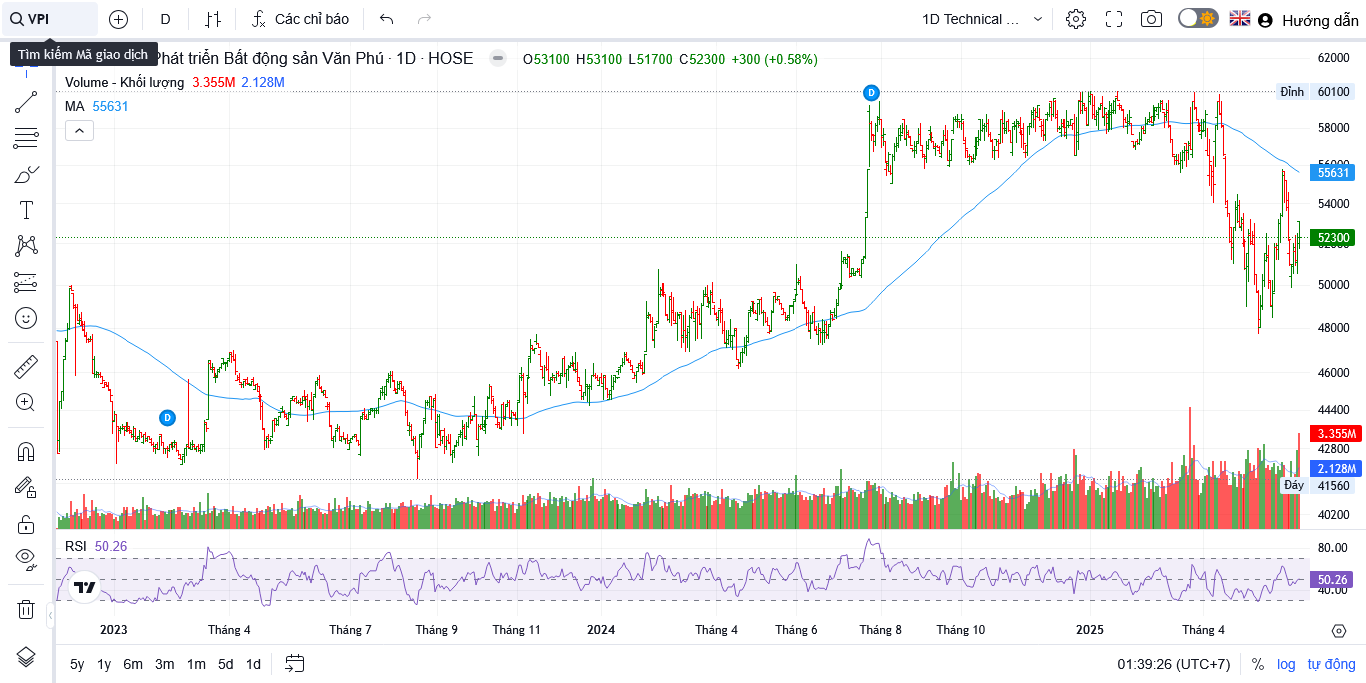 VPI D Các chỉ báo 1D Technical ... Hướng dẫn
Tìm kiếm Mã giao dịch
Phát triển Bất động sản Văn Phú · 1D · HOSE O53100 H53100 L51700 C52300 +300 (+0.58%)
Volume - Khối lượng 3.355M 2.128M
MA 55631
62000
Đỉnh 60100
58000
56000
55631
54000
52300
52000
50000
48000
46000
44400
3.355M
42800
2.128M
Đáy 41560
40200
D
D
RSI 50.26
80.00
50.26
40.00
2023 Tháng 4 Tháng 7 Tháng 9 Tháng 11 2024 Tháng 4 Tháng 6 Tháng 8 Tháng 10 2025 Tháng 4
5y 1y 6m 3m 1m 5d 1d 01:39:26 (UTC+7) % log tự động